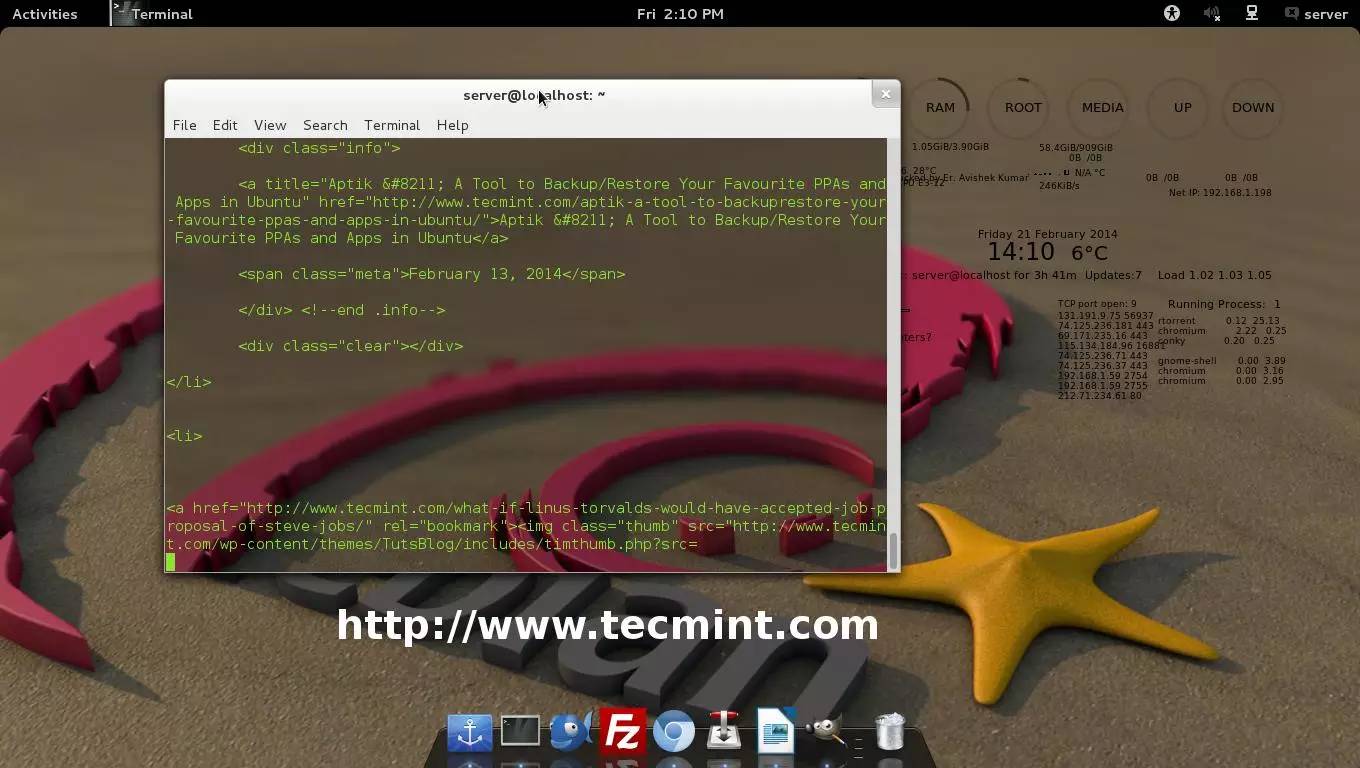 Activities
Terminal
Fri 2:10 PM
server
server@localhost: ~
File Edit View Search Terminal Help
<div class="info">
<a title="Aptik &#8211; A Tool to Backup/Restore Your Favourite PPAs and
Apps in Ubuntu" href="http://www.tecmint.com/aptik-a-tool-to-backuprestore-your
-favourite-ppas-and-apps-in-ubuntu/">Aptik &#8211; A Tool to Backup/Restore Your
Favourite PPAs and Apps in Ubuntu</a>
<span class="meta">February 13, 2014</span>
</div> <!--end .info-->
<div class="clear"></div>
</li>
<li>
<a href="http://www.tecmint.com/what-if-linus-torvalds-would-have-accepted-job-p
roposal-of-steve-jobs/" rel="bookmark"><img class="thumb" src="http://www.tecmin
t.com/wp-content/themes/TutsBlog/includes/timthumb.php?src=
RAM ROOT MEDIA UP DOWN
1.05GiB/3.90GiB 58.4GiB/909GiB
0B /0B
28°C N/A °C
by Er. Avishek Kumar 0B /0B 0B /0B
246KiB/s
Net IP: 192.168.1.198
Friday 21 February 2014
14:10 6°C
server@localhost for 3h 41m Updates:7 Load 1.02 1.03 1.05
TCP port open: 9 Running Process: 1
131.191.9.75 56937 rtorrent 0.12 25.13
74.125.236.181 443 chromium 2.22 0.25
69.171.235.16 443 conky 0.20 0.25
115.134.184.96 16881
74.125.236.71 443 gnome-shell 0.00 3.89
74.125.236.37 443 chromium 0.00 3.16
192.168.1.59 2754 chromium 0.00 2.95
192.168.1.59 2755
212.71.234.61 80
ters?
http://www.tecmint.com
Fz